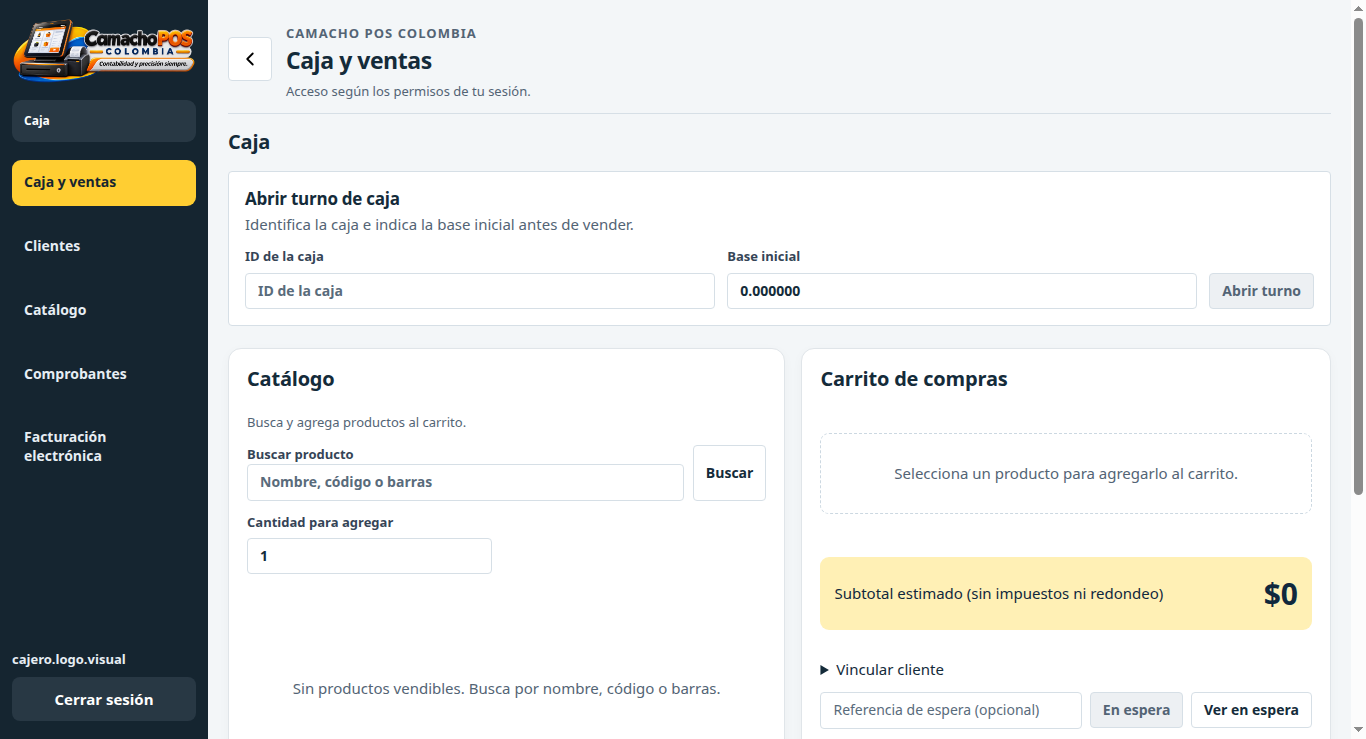 CamachoPOS
COLOMBIA
Contabilidad y precisión siempre.
Caja
Caja y ventas
Clientes
Catálogo
Comprobantes
Facturación
electrónica
cajero.logo.visual
Cerrar sesión
CAMACHO POS COLOMBIA
Caja y ventas
Acceso según los permisos de tu sesión.
Caja
Abrir turno de caja
Identifica la caja e indica la base inicial antes de vender.
ID de la caja
Base inicial
ID de la caja
0.000000
Abrir turno
Catálogo
Busca y agrega productos al carrito.
Buscar producto
Nombre, código o barras
Buscar
Cantidad para agregar
1
Sin productos vendibles. Busca por nombre, código o barras.
Carrito de compras
Selecciona un producto para agregarlo al carrito.
Subtotal estimado (sin impuestos ni redondeo)
$0
Vincular cliente
Referencia de espera (opcional)
En espera
Ver en espera